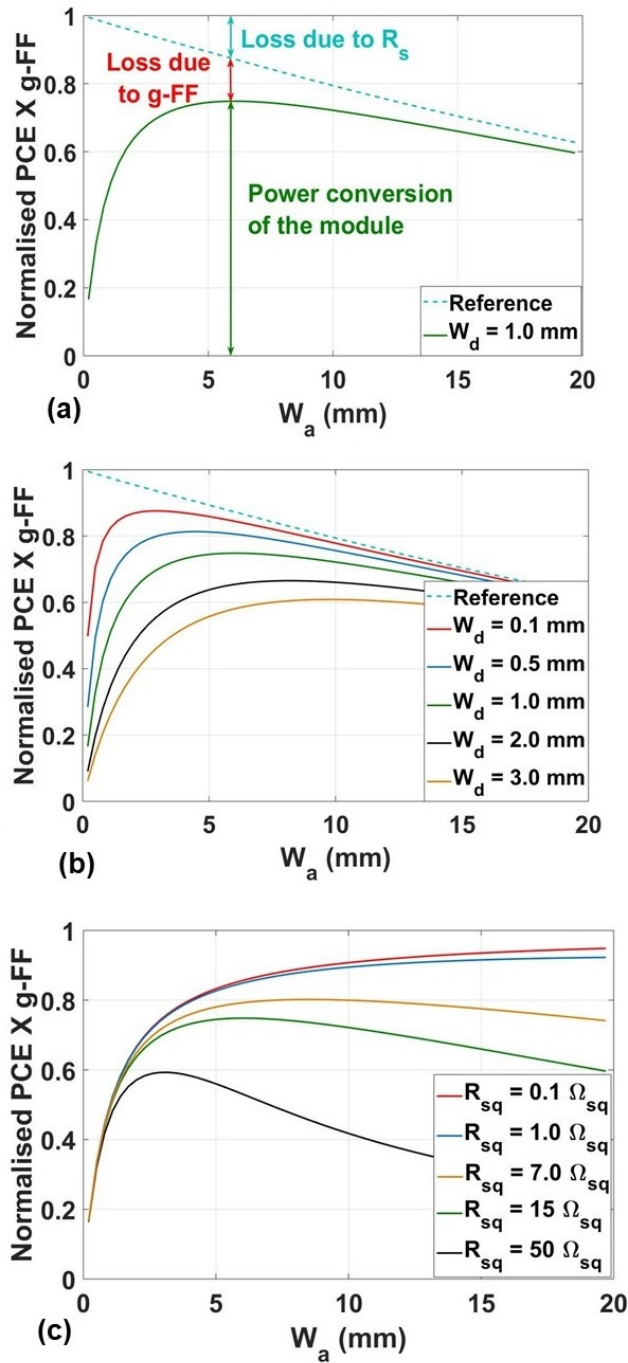 Normalised PCE X g-FF
1
0.8
0.6
0.4
0.2
0
Loss due to R_s
Loss due
to g-FF
Power conversion
of the module
Reference
W_d = 1.0 mm
0 5 10 15 20
W_a (mm)
(a)
Normalised PCE X g-FF
1
0.8
0.6
0.4
0.2
0
Reference
W_d = 0.1 mm
W_d = 0.5 mm
W_d = 1.0 mm
W_d = 2.0 mm
W_d = 3.0 mm
0 5 10 15 20
W_a (mm)
(b)
Normalised PCE X g-FF
1
0.8
0.6
0.4
0.2
0
R_sq = 0.1 Ω_sq
R_sq = 1.0 Ω_sq
R_sq = 7.0 Ω_sq
R_sq = 15 Ω_sq
R_sq = 50 Ω_sq
0 5 10 15 20
W_a (mm)
(c)